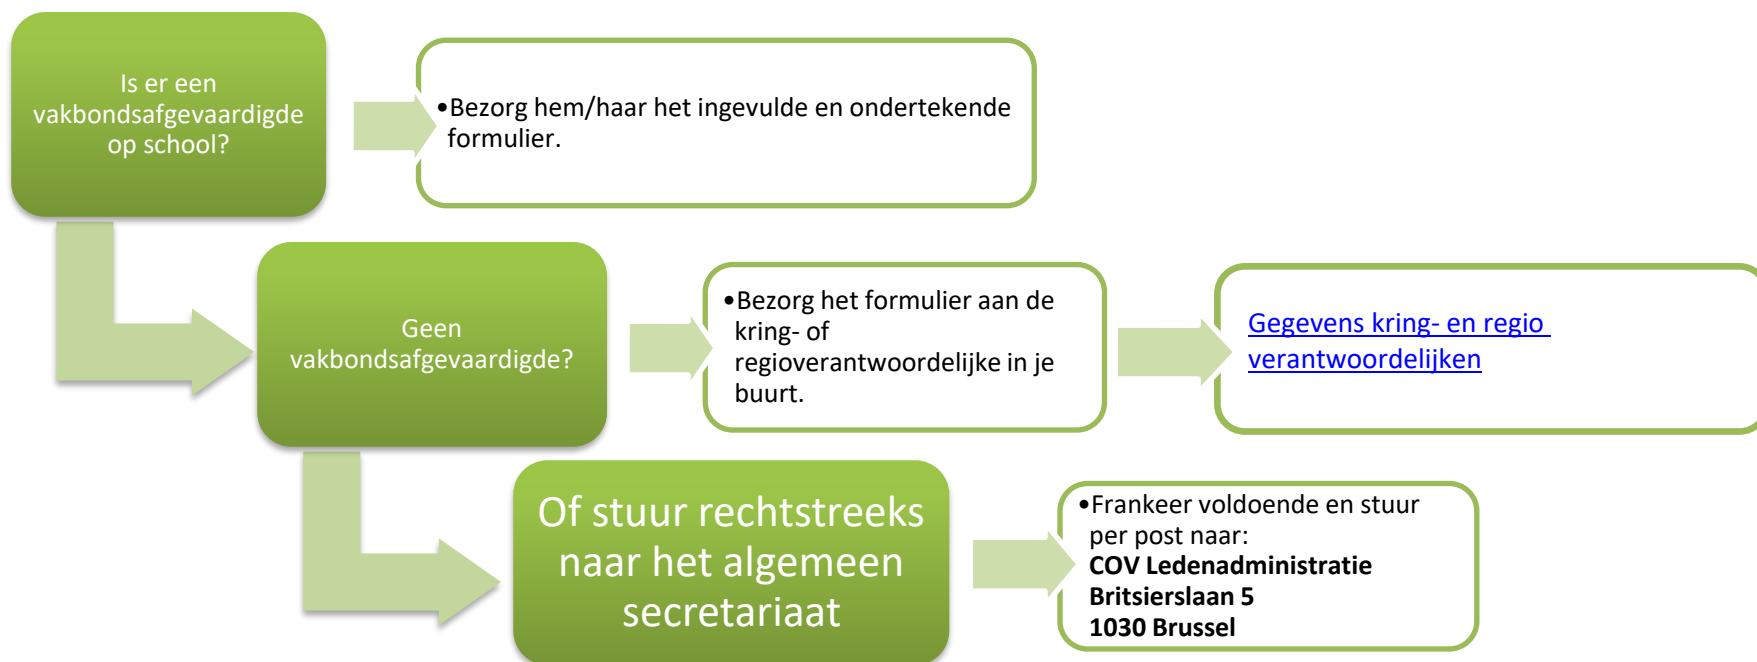 Is er een
vakbondsafgevaardigde
op school?
•Bezorg hem/haar het ingevulde en ondertekende
formulier.
Geen
vakbondsafgevaardigde?
•Bezorg het formulier aan de
kring- of
regioverantwoordelijke in je
buurt.
Gegevens kring- en regio
verantwoordelijken
Of stuur rechtstreeks
naar het algemeen
secretariaat
•Frankeer voldoende en stuur
per post naar:
COV Ledenadministratie
Britsierslaan 5
1030 Brussel